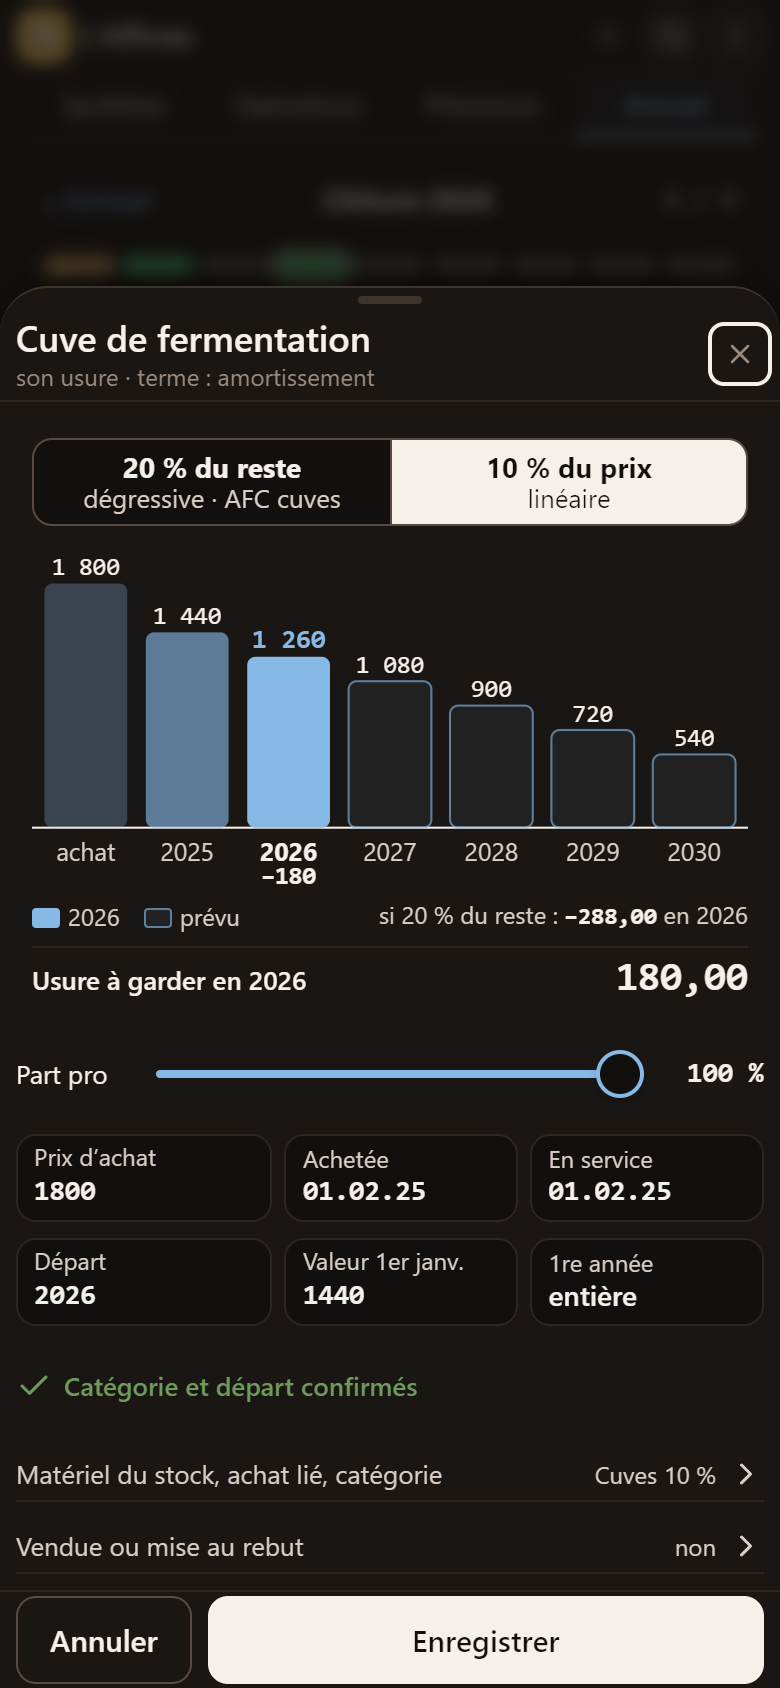 Cuve de fermentation
son usure · terme : amortissement
20 % du reste
dégressive · AFC cuves
10 % du prix
linéaire
1 800
1 440
1 260
1 080
900
720
540
achat
2025
2026
2027
2028
2029
2030
−180
2026
prévu
si 20 % du reste : −288,00 en 2026
Usure à garder en 2026
180,00
Part pro
100 %
Prix d’achat
1800
Achetée
01.02.25
En service
01.02.25
Départ
2026
Valeur 1er janv.
1440
1re année
entière
Catégorie et départ confirmés
Matériel du stock, achat lié, catégorie
Cuves 10 %
Vendue ou mise au rebut
non
Annuler
Enregistrer